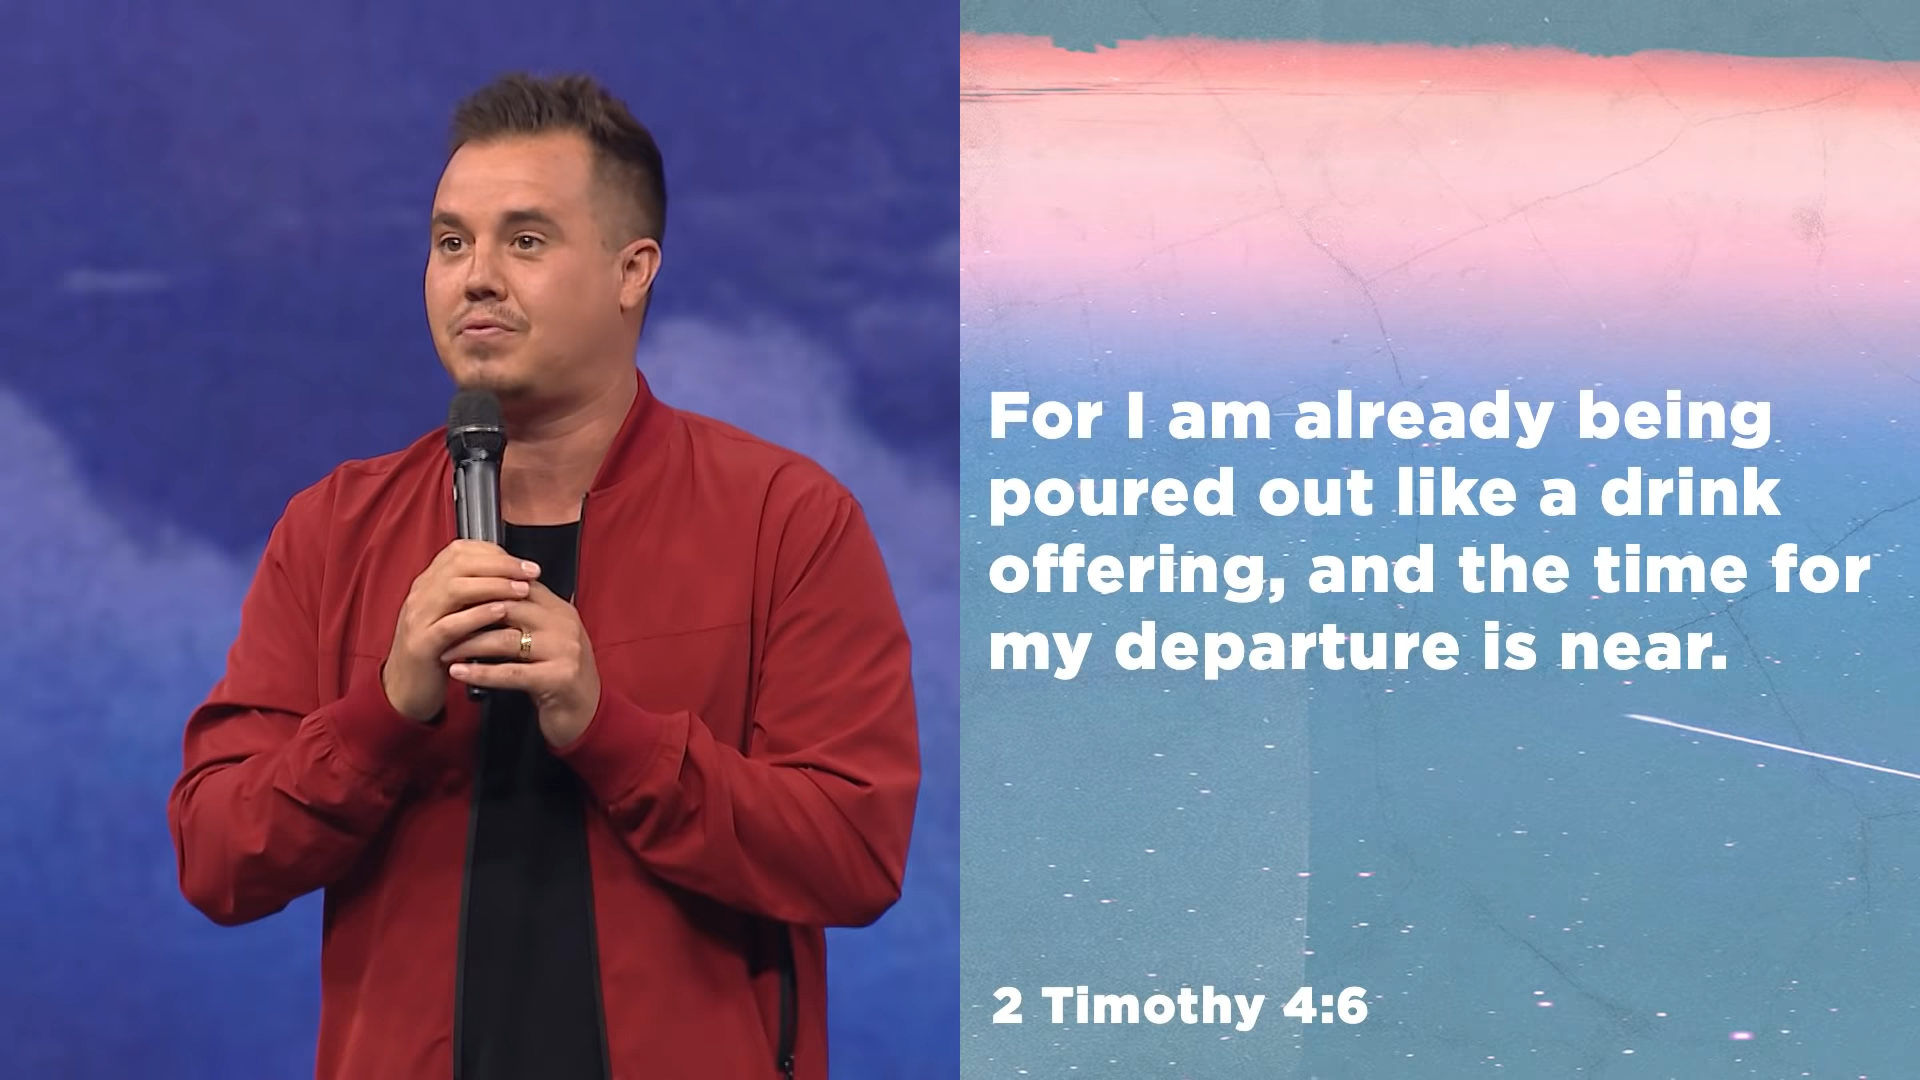 For I am already being
poured out like a drink
offering, and the time for
my departure is near.
2 Timothy 4:6